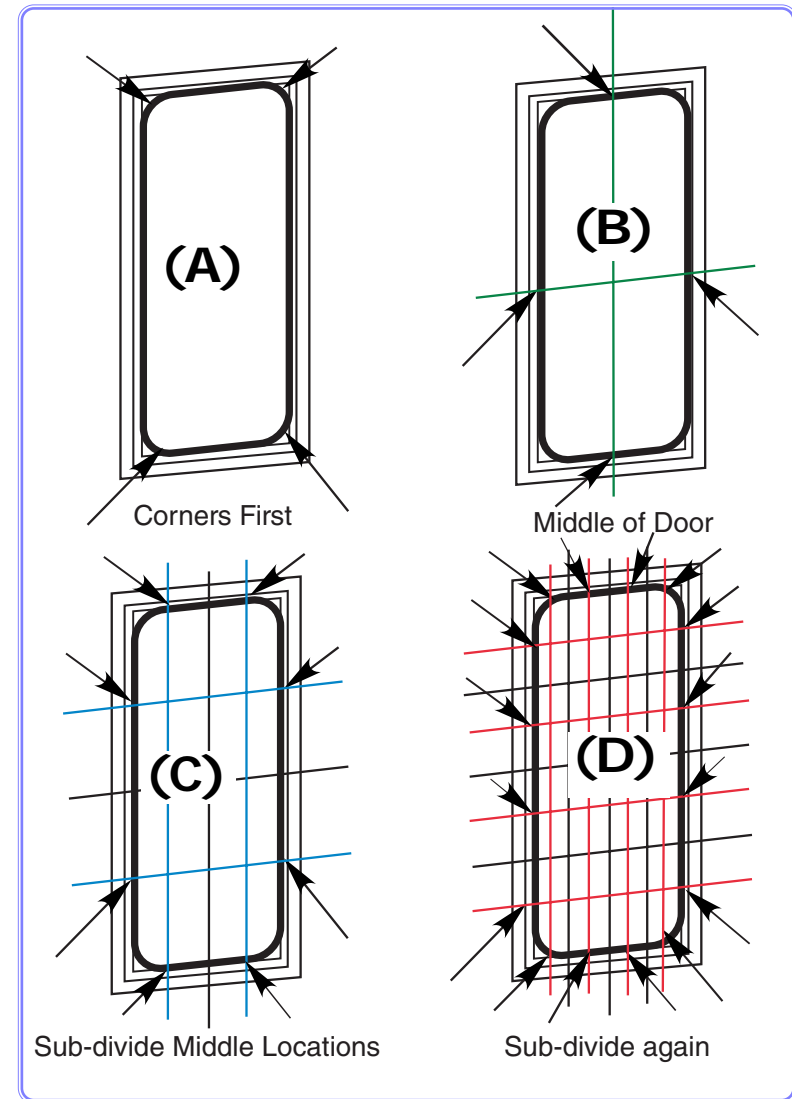 (A)
(B)
Corners First
Middle of Door
(C)
(D)
Sub-divide Middle Locations
Sub-divide again